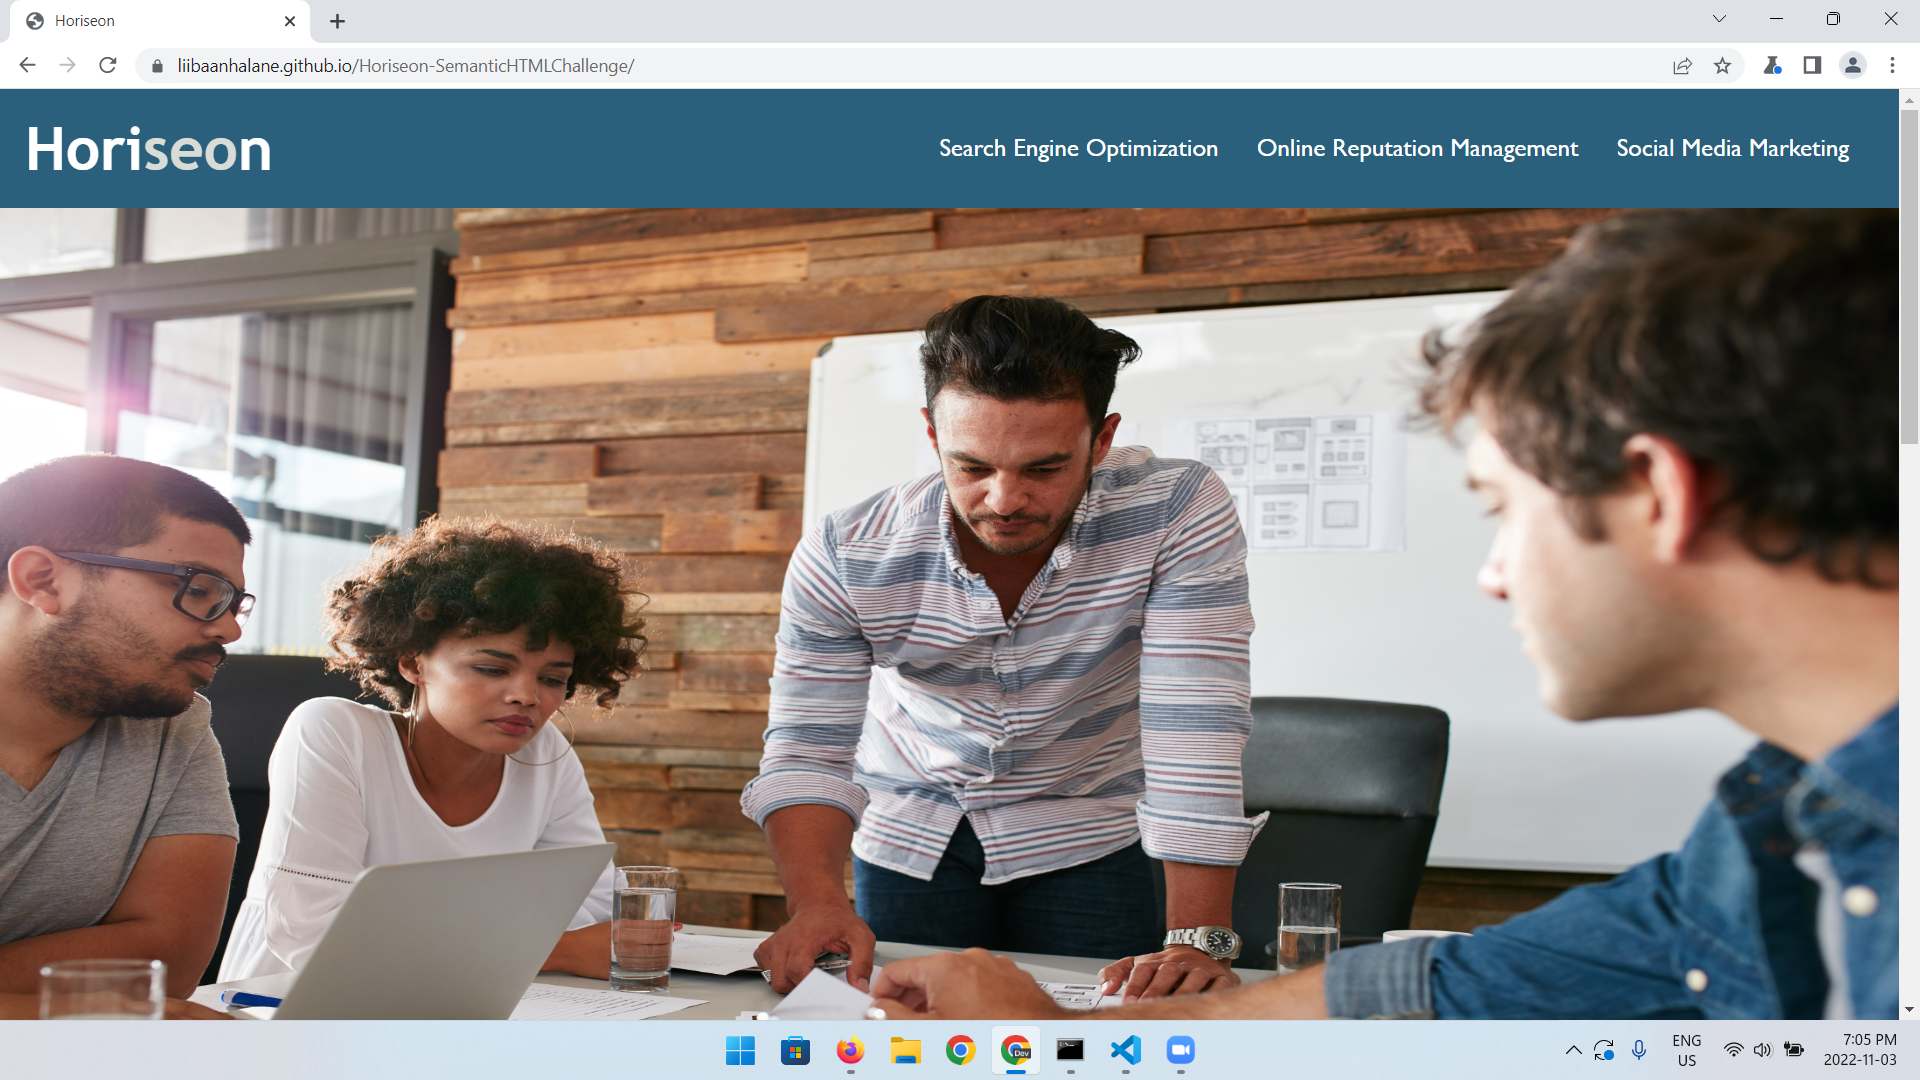 Horiseon
liibaanhalane.github.io/Horiseon-SemanticHTMLChallenge/
Horiseon
Search Engine Optimization
Online Reputation Management
Social Media Marketing
Dev
ENG
US
7:05 PM
2022-11-03